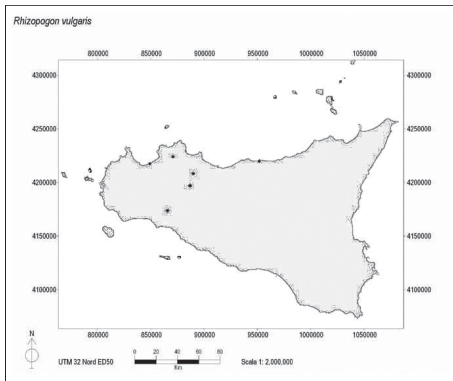 Rhizopogon vulgaris
800000 850000 900000 950000 1000000 1050000
4300000 4300000
4250000 4250000
4200000 4200000
4150000 4150000
4100000 4100000
800000 850000 900000 950000 1000000 1050000
N
0 20 40 60 80
UTM 32 Nord ED50 Km Scala 1: 2,000,000